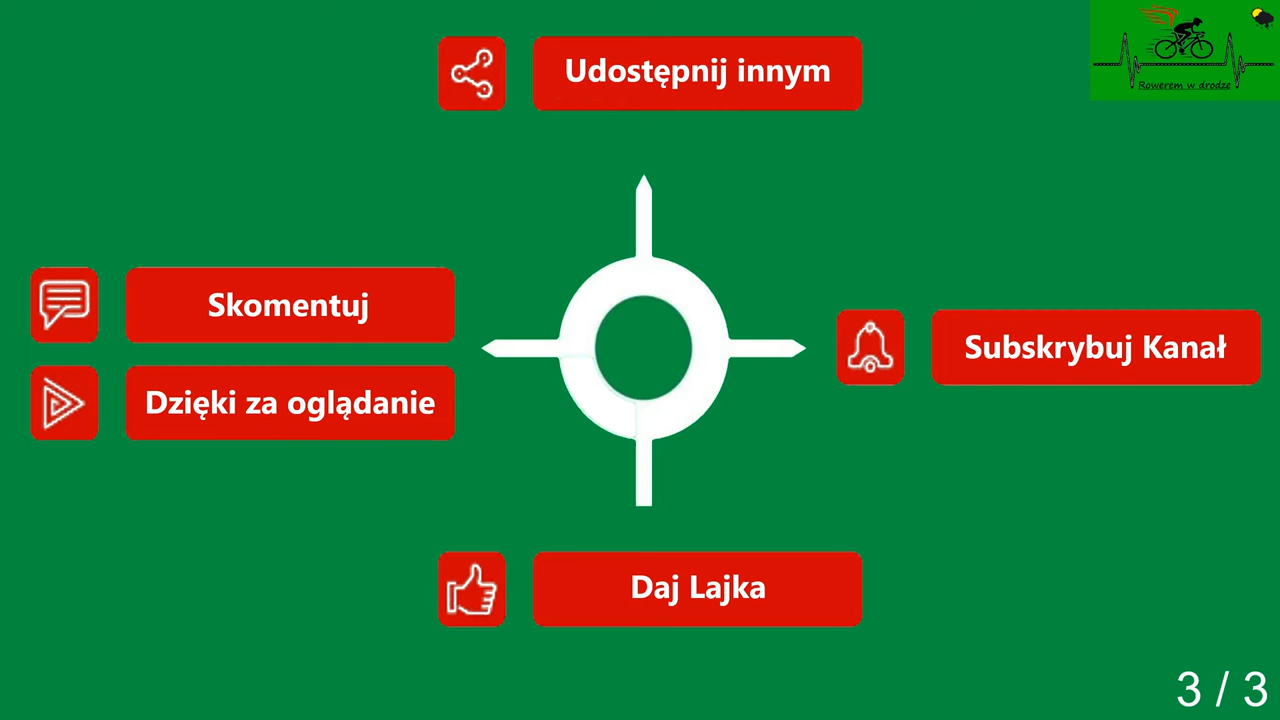 Udostępnij innym
Rowerem w drodze
Skomentuj
Dzięki za oglądanie
Subskrybuj Kanał
Daj Lajka
3 / 3